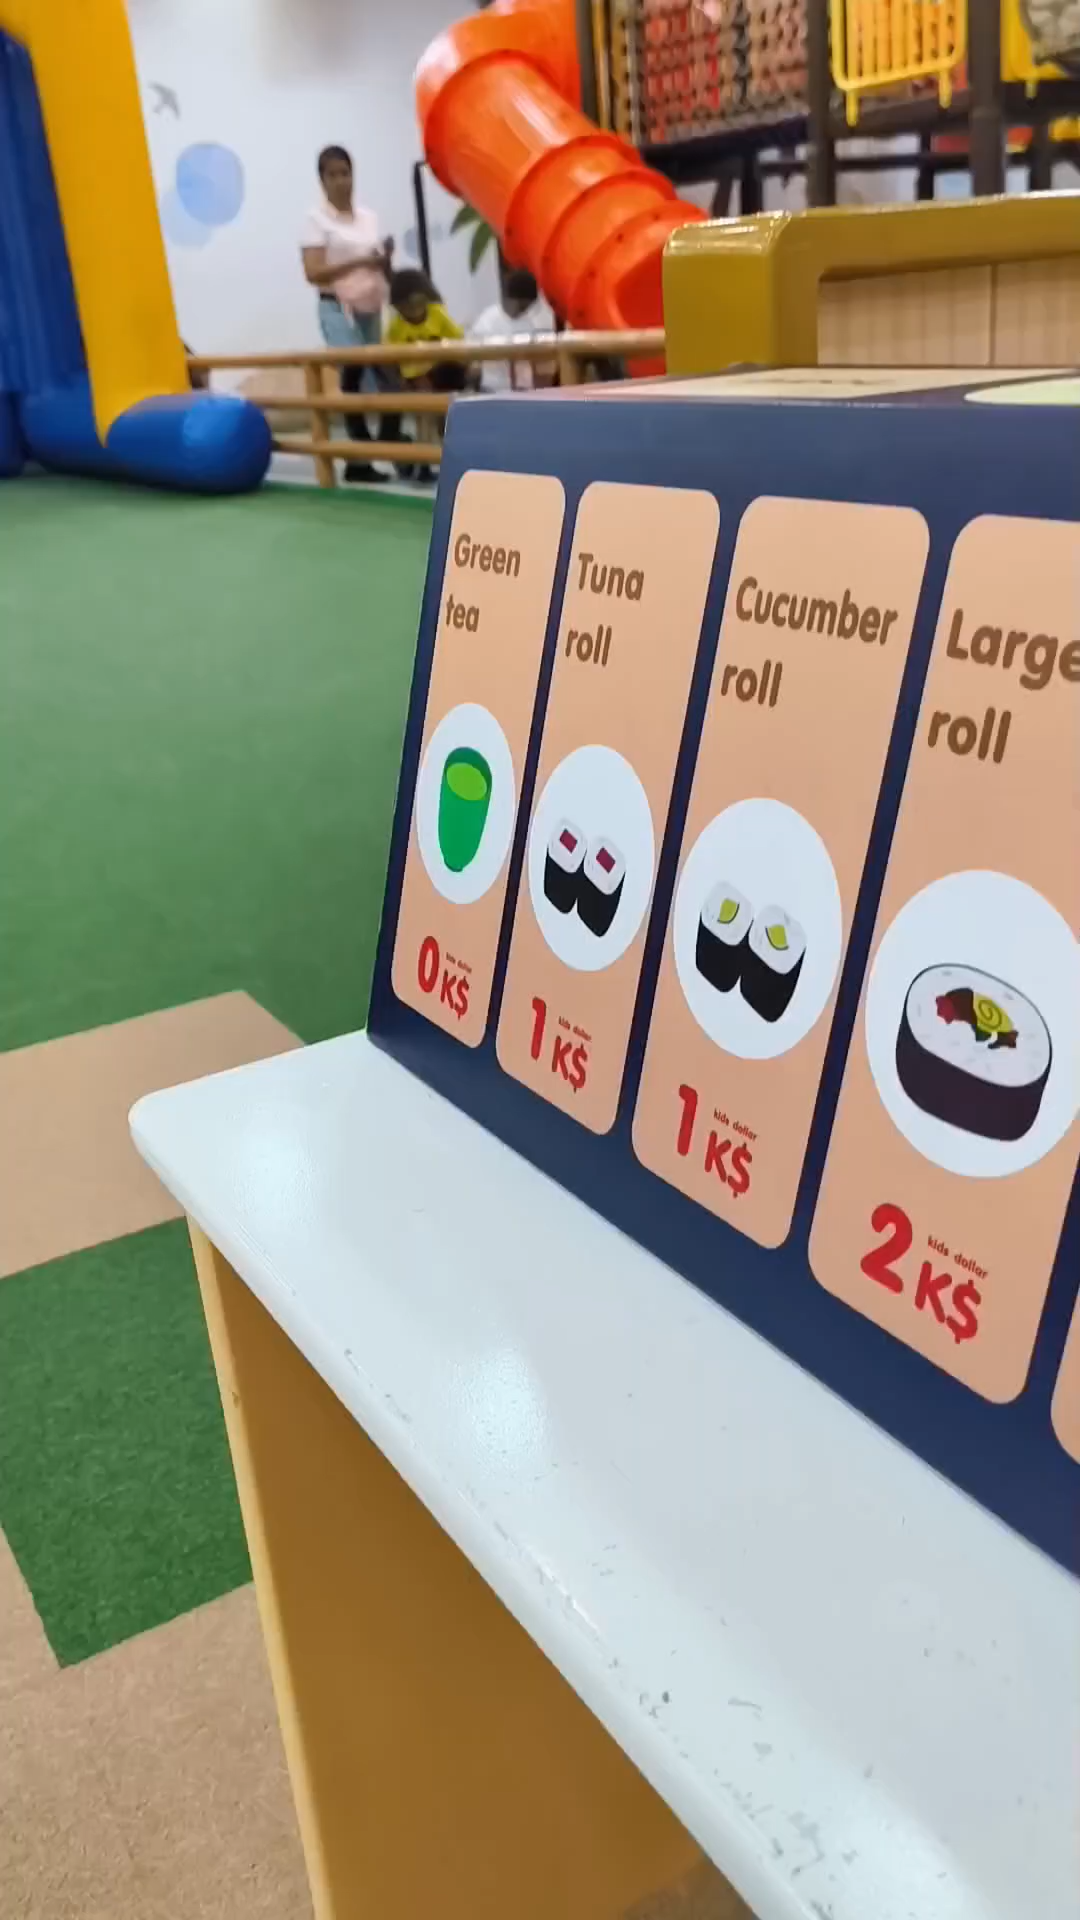 Green
tea
kids dollar
0 K$
Tuna
roll
kids dollar
1 K$
Cucumber
roll
kids dollar
1 K$
Large
roll
kids dollar
2 K$